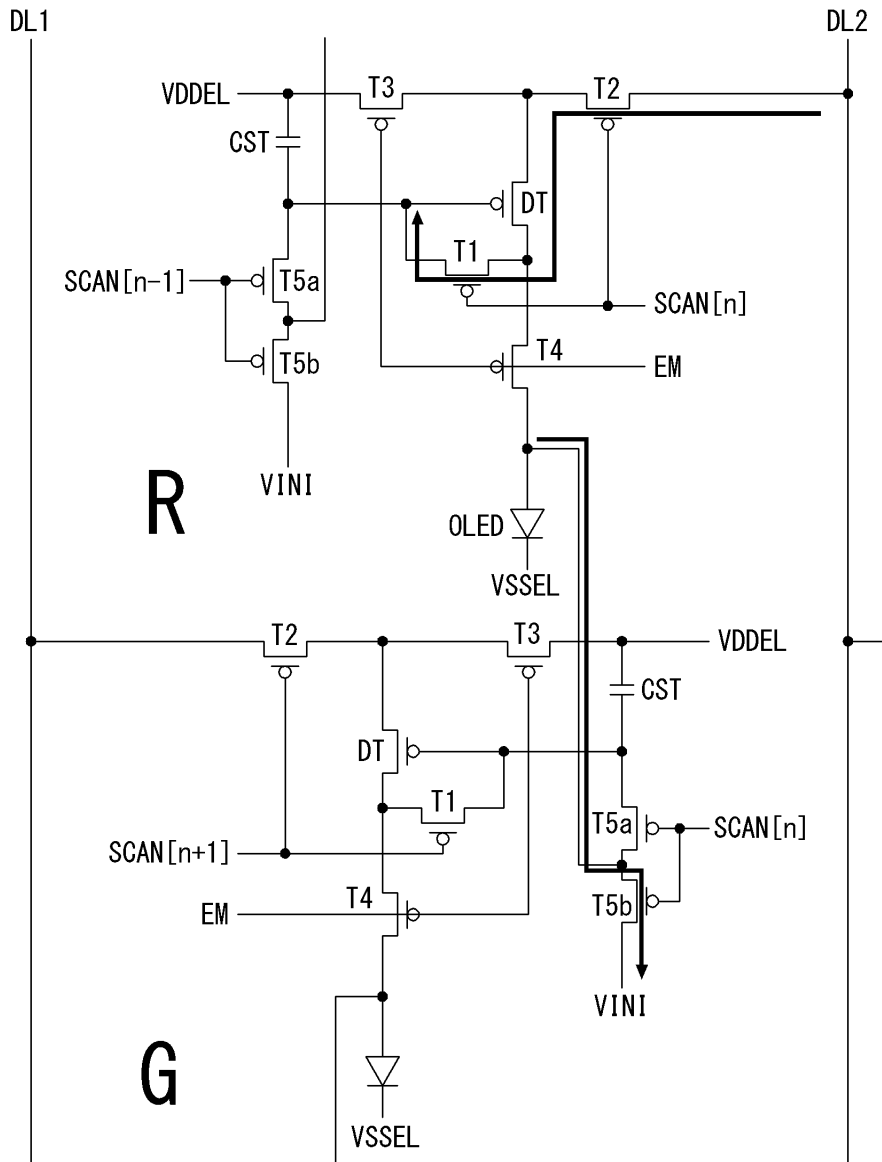 DL1
DL2
VDDEL
T3
T2
CST
DT
T1
SCAN[n-1]
T5a
SCAN[n]
T4
T5b
EM
VINI
R
OLED
VSSEL
T2
T3
VDDEL
CST
DT
T1
T5a
SCAN[n]
SCAN[n+1]
T4
T5b
EM
VINI
G
VSSEL